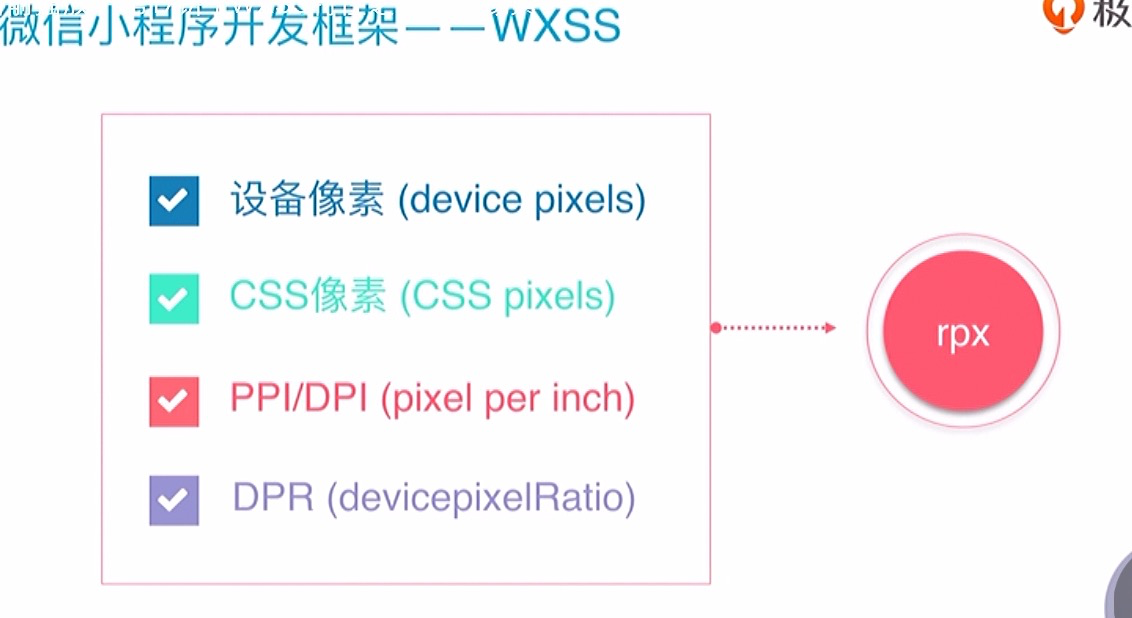 微信小程序开发框架——WXSS
极
设备像素 (device pixels)
CSS像素 (CSS pixels)
PPI/DPI (pixel per inch)
DPR (devicepixelRatio)
rpx